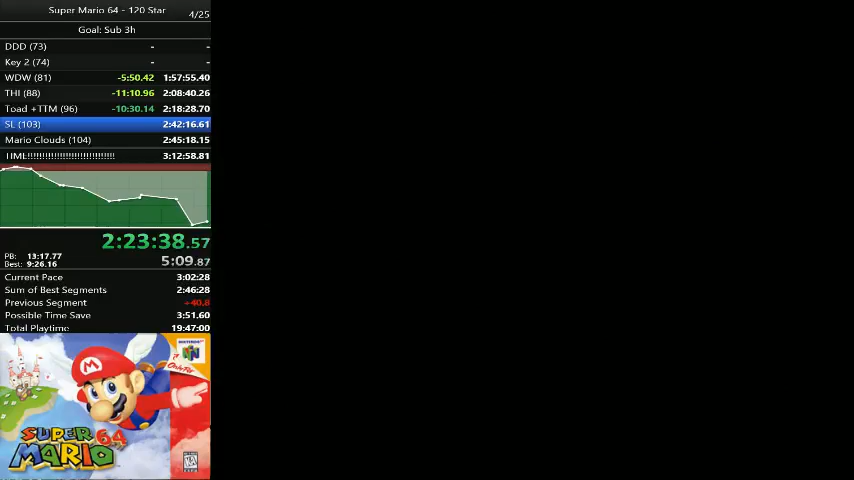 Super Mario 64 - 120 Star
4/25
Goal: Sub 3h
DDD (73) - -
Key 2 (74) - -
WDW (81) -5:50.42 1:57:55.40
THI (88) -11:10.96 2:08:40.26
Toad +TTM (96) -10:30.14 2:18:28.70
SL (103) 2:42:16.61
Mario Clouds (104) 2:45:18.15
3:12:58.81
2:23:38.57
PB: 13:17.77
Best: 9:26.16
5:09.87
Current Pace 3:02:28
Sum of Best Segments 2:46:28
Previous Segment +40.8
Possible Time Save 3:51.60
Total Playtime 19:47:00
NINTENDO 64
Only For
SUPER
MARIO 64